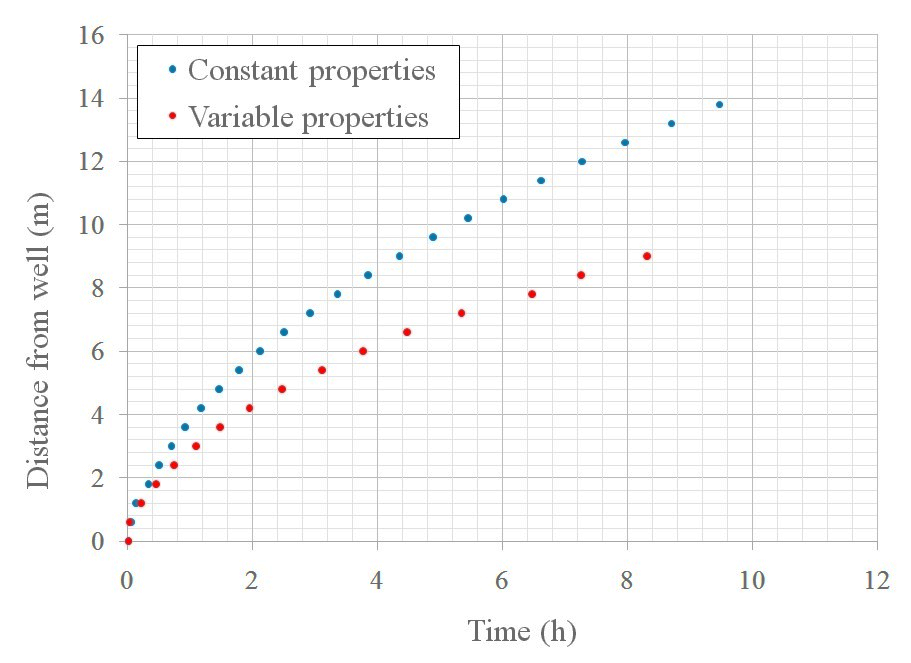 16
14
12
10
8
6
4
2
0
Constant properties
Variable properties
Distance from well (m)
0 2 4 6 8 10 12
Time (h)